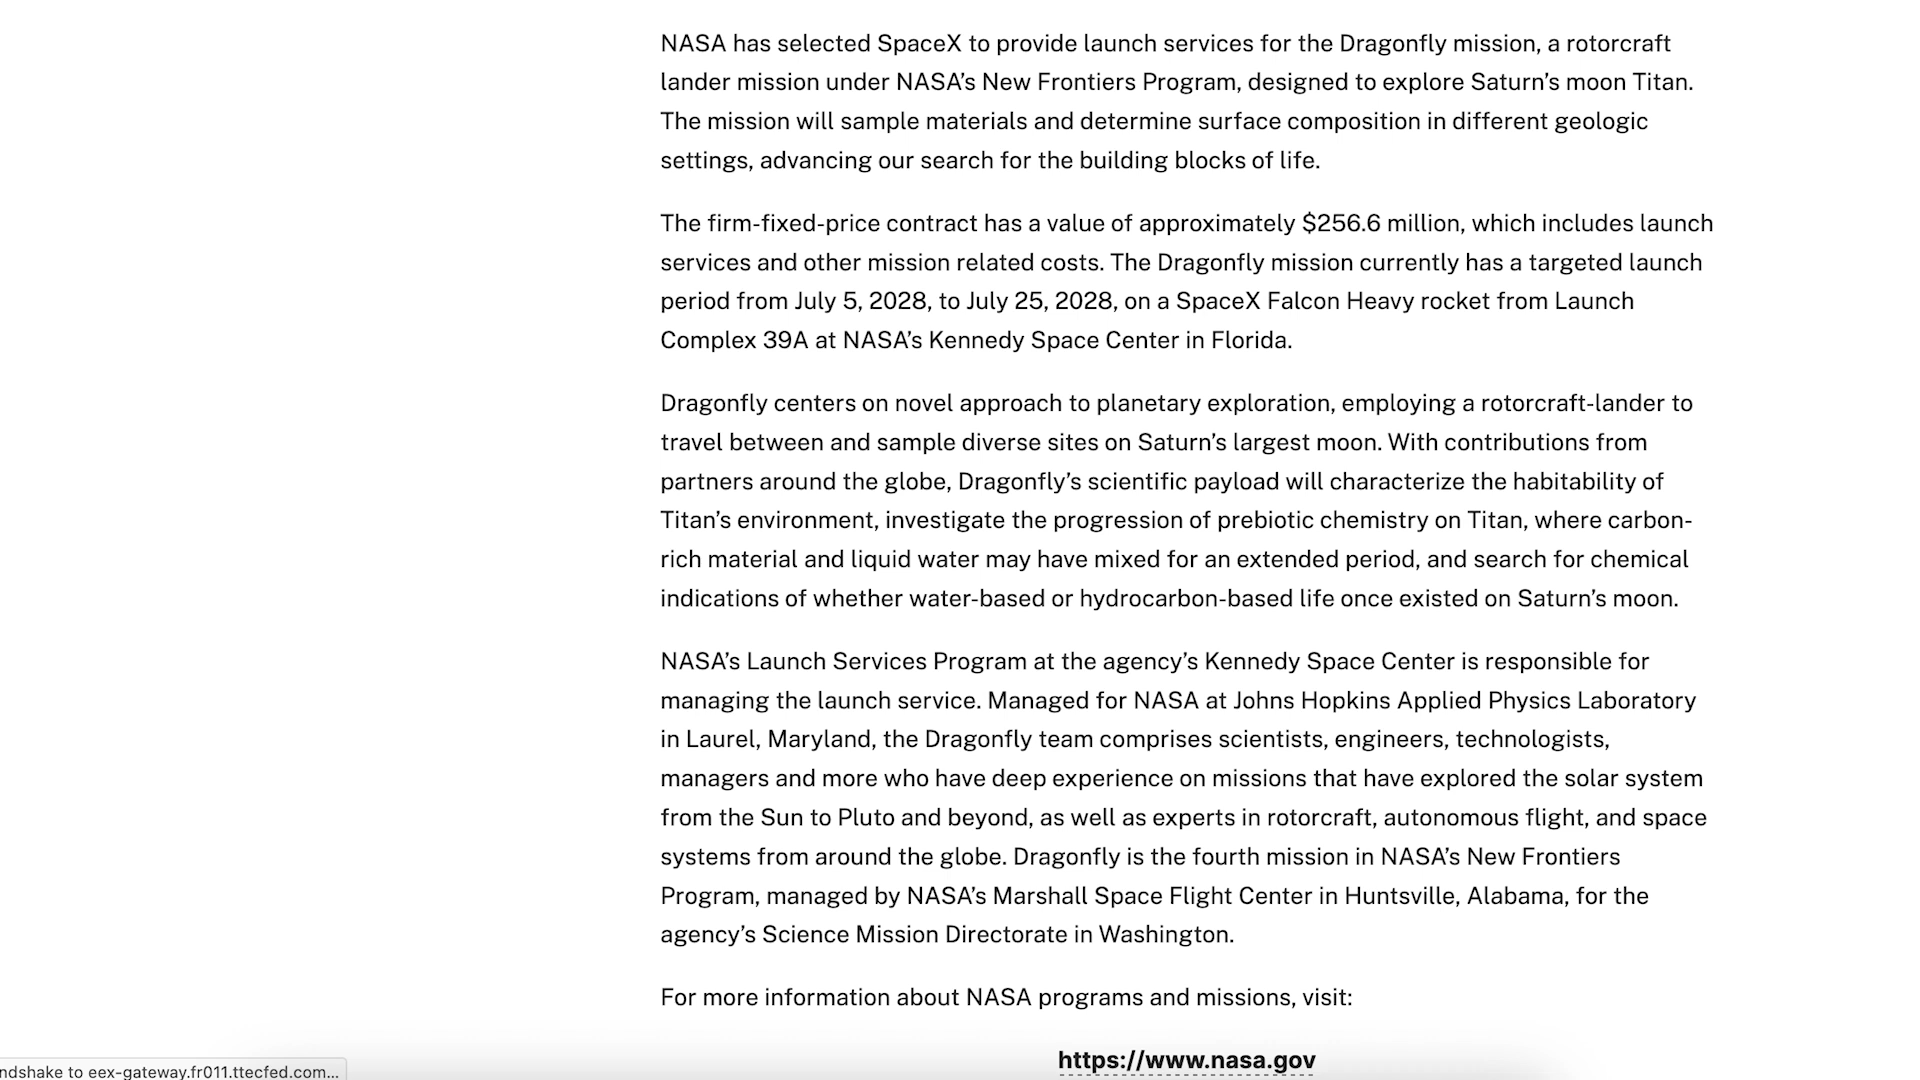 NASA has selected SpaceX to provide launch services for the Dragonfly mission, a rotorcraft
lander mission under NASA’s New Frontiers Program, designed to explore Saturn’s moon Titan.
The mission will sample materials and determine surface composition in different geologic
settings, advancing our search for the building blocks of life.
The firm-fixed-price contract has a value of approximately $256.6 million, which includes launch
services and other mission related costs. The Dragonfly mission currently has a targeted launch
period from July 5, 2028, to July 25, 2028, on a SpaceX Falcon Heavy rocket from Launch
Complex 39A at NASA’s Kennedy Space Center in Florida.
Dragonfly centers on novel approach to planetary exploration, employing a rotorcraft-lander to
travel between and sample diverse sites on Saturn’s largest moon. With contributions from
partners around the globe, Dragonfly’s scientific payload will characterize the habitability of
Titan’s environment, investigate the progression of prebiotic chemistry on Titan, where carbon-
rich material and liquid water may have mixed for an extended period, and search for chemical
indications of whether water-based or hydrocarbon-based life once existed on Saturn’s moon.
NASA’s Launch Services Program at the agency’s Kennedy Space Center is responsible for
managing the launch service. Managed for NASA at Johns Hopkins Applied Physics Laboratory
in Laurel, Maryland, the Dragonfly team comprises scientists, engineers, technologists,
managers and more who have deep experience on missions that have explored the solar system
from the Sun to Pluto and beyond, as well as experts in rotorcraft, autonomous flight, and space
systems from around the globe. Dragonfly is the fourth mission in NASA’s New Frontiers
Program, managed by NASA’s Marshall Space Flight Center in Huntsville, Alabama, for the
agency’s Science Mission Directorate in Washington.
For more information about NASA programs and missions, visit:
https://www.nasa.gov
ndshake to eex-gateway.fr011.ttecfed.com...